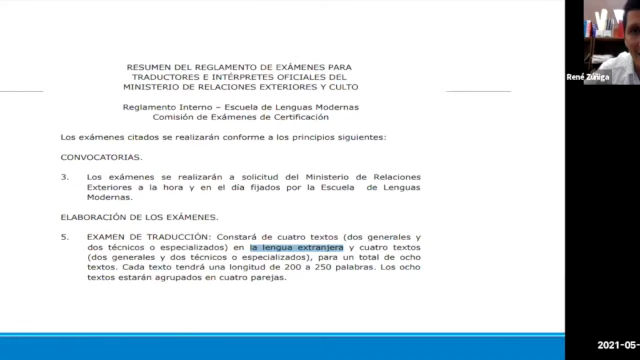 RESUMEN DEL REGLAMENTO DE EXÁMENES PARA
TRADUCTORES E INTÉRPRETES OFICIALES DEL
MINISTERIO DE RELACIONES EXTERIORES Y CULTO
Reglamento Interno – Escuela de Lenguas Modernas
Comisión de Exámenes de Certificación
Los exámenes citados se realizarán conforme a los principios siguientes:
CONVOCATORIAS.
3. Los exámenes se realizarán a solicitud del Ministerio de Relaciones
Exteriores a la hora y en el día fijados por la Escuela de Lenguas
Modernas.
ELABORACIÓN DE LOS EXÁMENES.
5. EXAMEN DE TRADUCCIÓN: Constará de cuatro textos (dos generales y
dos técnicos o especializados) en la lengua extranjera y cuatro textos
(dos generales y dos técnicos o especializados), para un total de ocho
textos. Cada texto tendrá una longitud de 200 a 250 palabras. Los ocho
textos estarán agrupados en cuatro parejas.
René Zúñiga
2021-05-